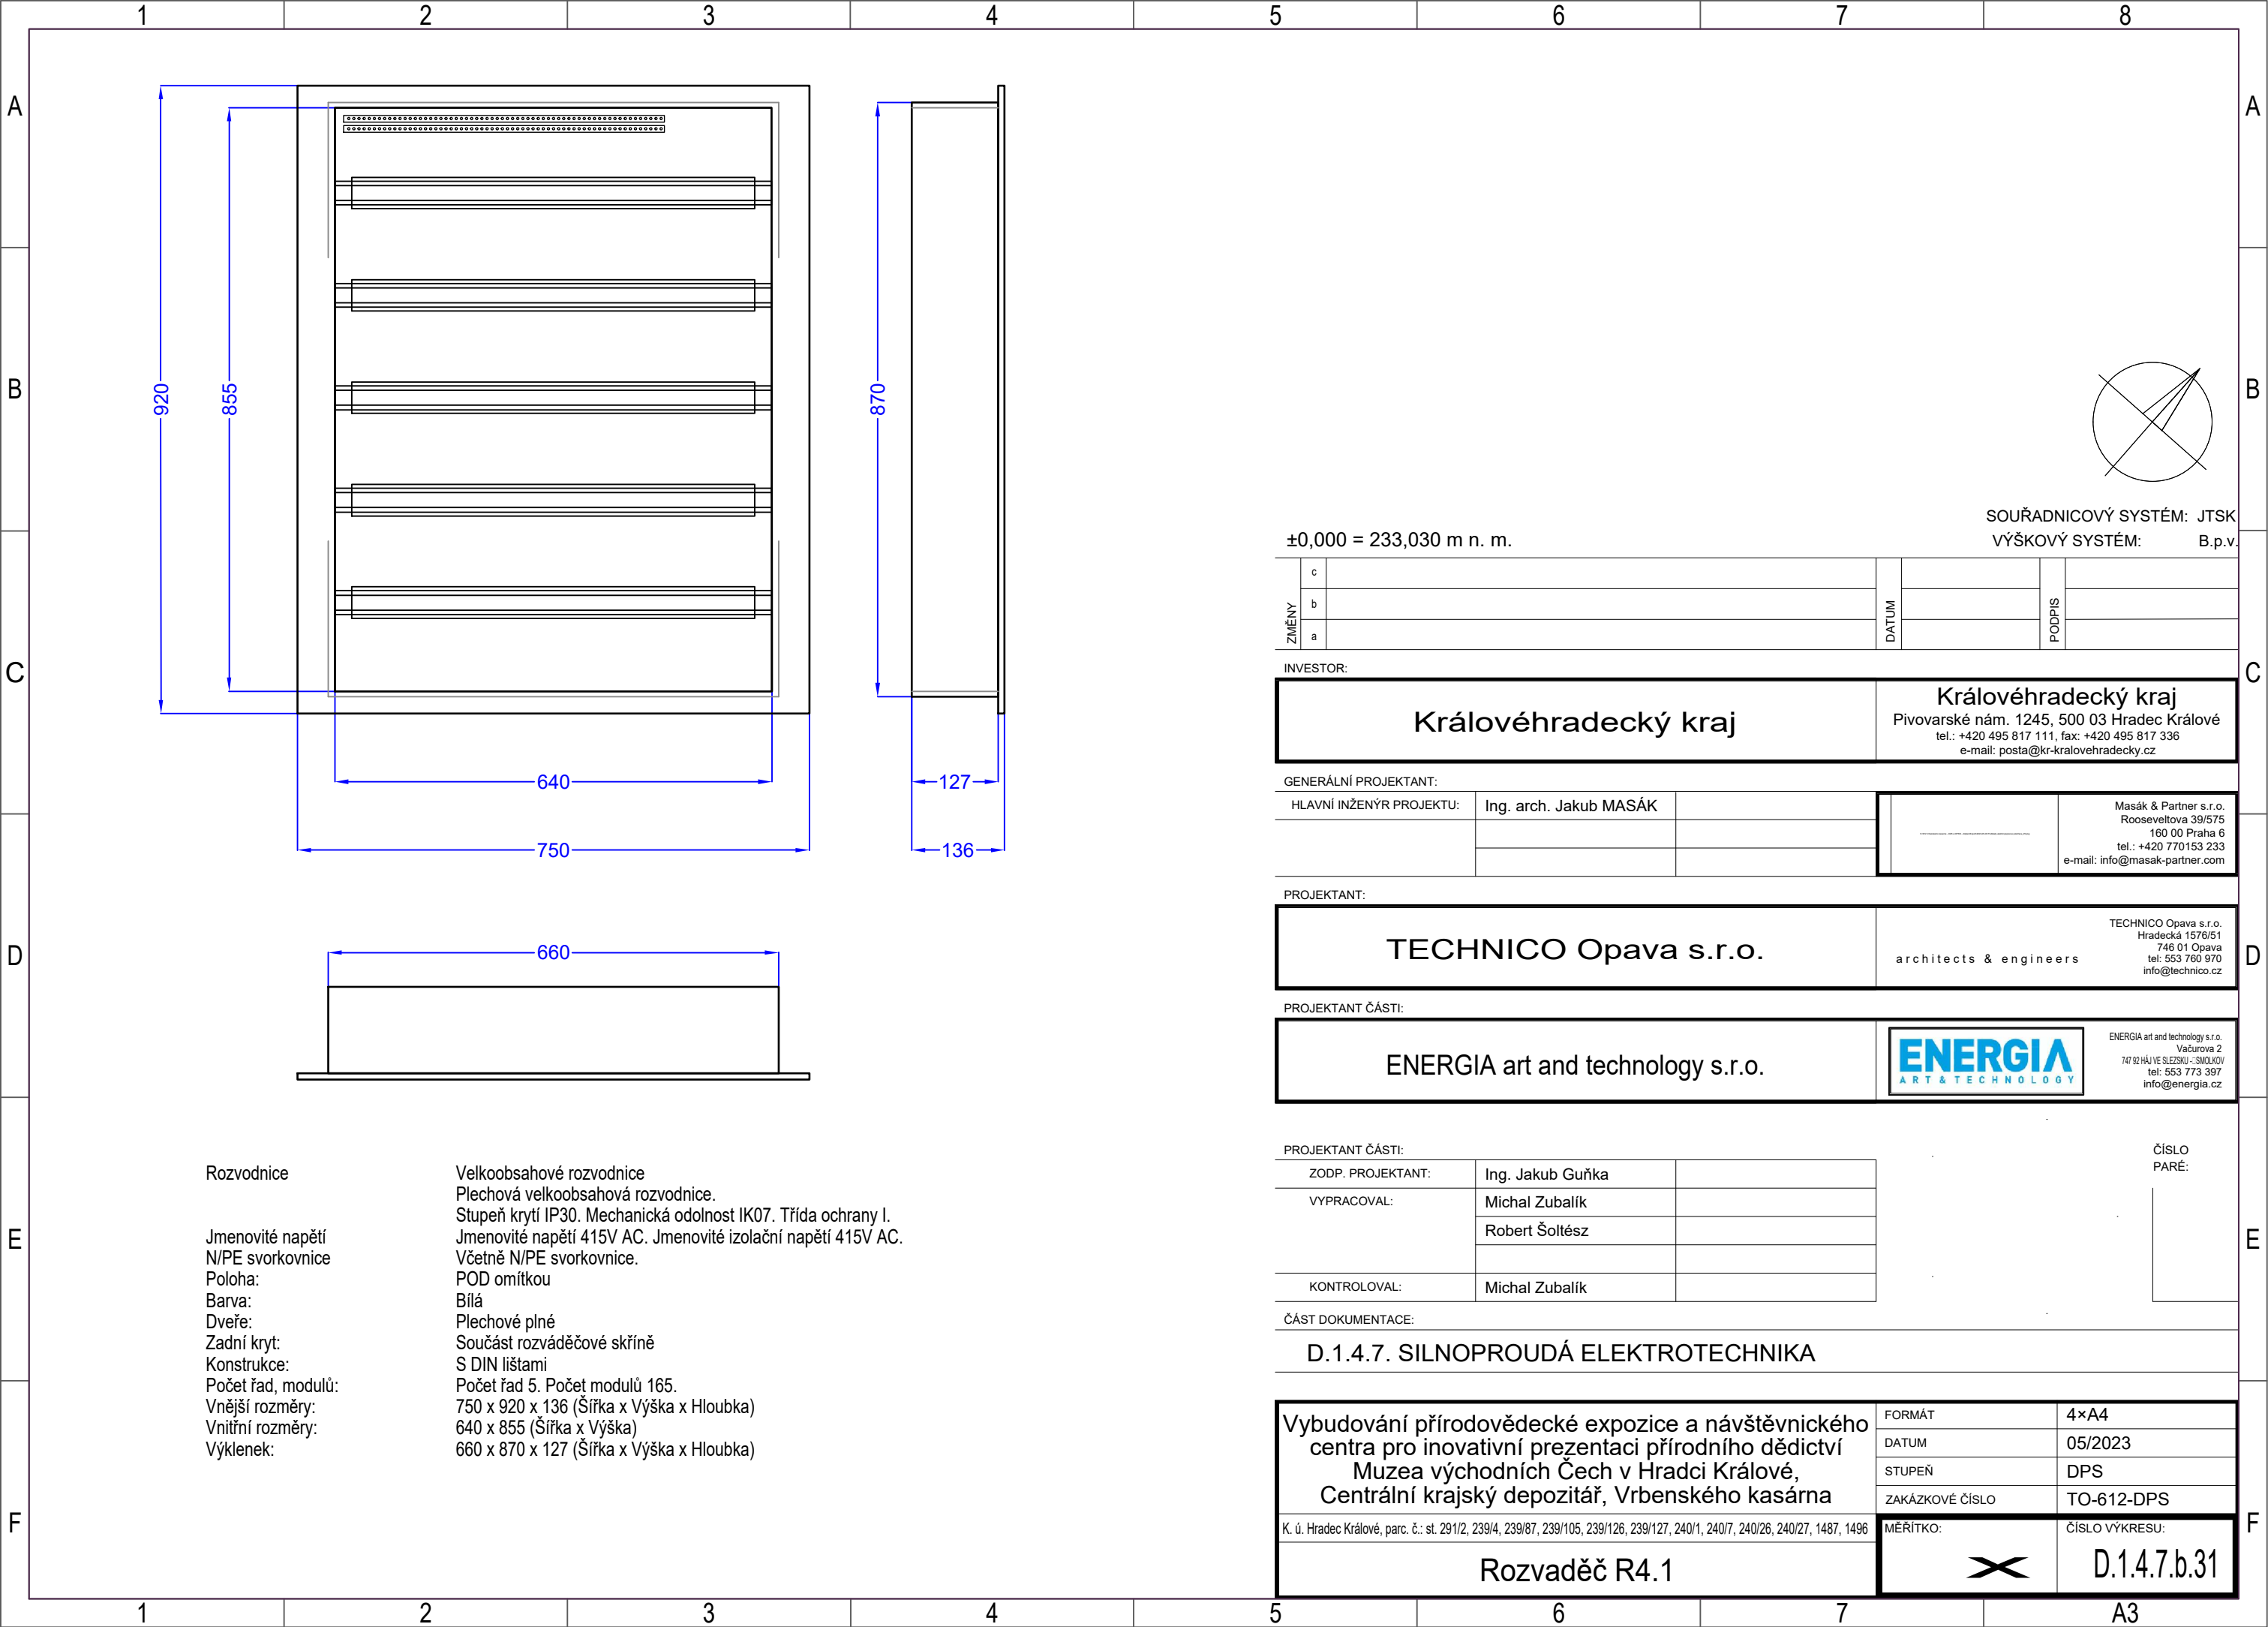 1 2 3 4 5 6 7 8
A A
B B
C C
D D
E E
F F
920
855
870
640
127
750
136
660
Rozvodnice Velkoobsahové rozvodnice
Plechová velkoobsahová rozvodnice.
Stupeň krytí IP30. Mechanická odolnost IK07. Třída ochrany I.
Jmenovité napětí Jmenovité napětí 415V AC. Jmenovité izolační napětí 415V AC.
N/PE svorkovnice Včetně N/PE svorkovnice.
Poloha: POD omítkou
Barva: Bílá
Dveře: Plechové plné
Zadní kryt: Součást rozváděčové skříně
Konstrukce: S DIN lištami
Počet řad, modulů: Počet řad 5. Počet modulů 165.
Vnější rozměry: 750 x 920 x 136 (Šířka x Výška x Hloubka)
Vnitřní rozměry: 640 x 855 (Šířka x Výška)
Výklenek: 660 x 870 x 127 (Šířka x Výška x Hloubka)
SOUŘADNICOVÝ SYSTÉM: JTSK
±0,000 = 233,030 m n. m.
VÝŠKOVÝ SYSTÉM: B.p.v.
ZMĚNY
c
b
a
DATUM
PODPIS
INVESTOR:
Královéhradecký kraj
Královéhradecký kraj
Pivovarské nám. 1245, 500 03 Hradec Králové
tel.: +420 495 817 111, fax: +420 495 817 336
e-mail: posta@kr-kralovehradecky.cz
GENERÁLNÍ PROJEKTANT:
HLAVNÍ INŽENÝR PROJEKTU: Ing. arch. Jakub MASÁK
Masák & Partner s.r.o.
Rooseveltova 39/575
160 00 Praha 6
tel.: +420 770153 233
e-mail: info@masak-partner.com
PROJEKTANT:
TECHNICO Opava s.r.o.
architects & engineers
TECHNICO Opava s.r.o.
Hradecká 1576/51
746 01 Opava
tel: 553 760 970
info@technico.cz
PROJEKTANT ČÁSTI:
ENERGIA art and technology s.r.o.
ENERGIA
ART & TECHNOLOGY
ENERGIA art and technology s.r.o.
Vačurova 2
747 92 HÁJ VE SLEZSKU - SMOLKOV
tel: 553 773 397
info@energia.cz
PROJEKTANT ČÁSTI:
ZODP. PROJEKTANT: Ing. Jakub Guňka
VYPRACOVAL: Michal Zubalík
Robert Šoltész
KONTROLOVAL: Michal Zubalík
ČÍSLO
PARÉ:
ČÁST DOKUMENTACE:
D.1.4.7. SILNOPROUDÁ ELEKTROTECHNIKA
Vybudování přírodovědecké expozice a návštěvnického
centra pro inovativní prezentaci přírodního dědictví
Muzea východních Čech v Hradci Králové,
Centrální krajský depozitář, Vrbenského kasárna
K. ú. Hradec Králové, parc. č.: st. 291/2, 239/4, 239/87, 239/105, 239/126, 239/127, 240/1, 240/7, 240/26, 240/27, 1487, 1496
Rozvaděč R4.1
FORMÁT 4×A4
DATUM 05/2023
STUPEŇ DPS
ZAKÁZKOVÉ ČÍSLO TO-612-DPS
MĚŘÍTKO: X
ČÍSLO VÝKRESU: D.1.4.7.b.31
1 2 3 4 5 6 7 A3